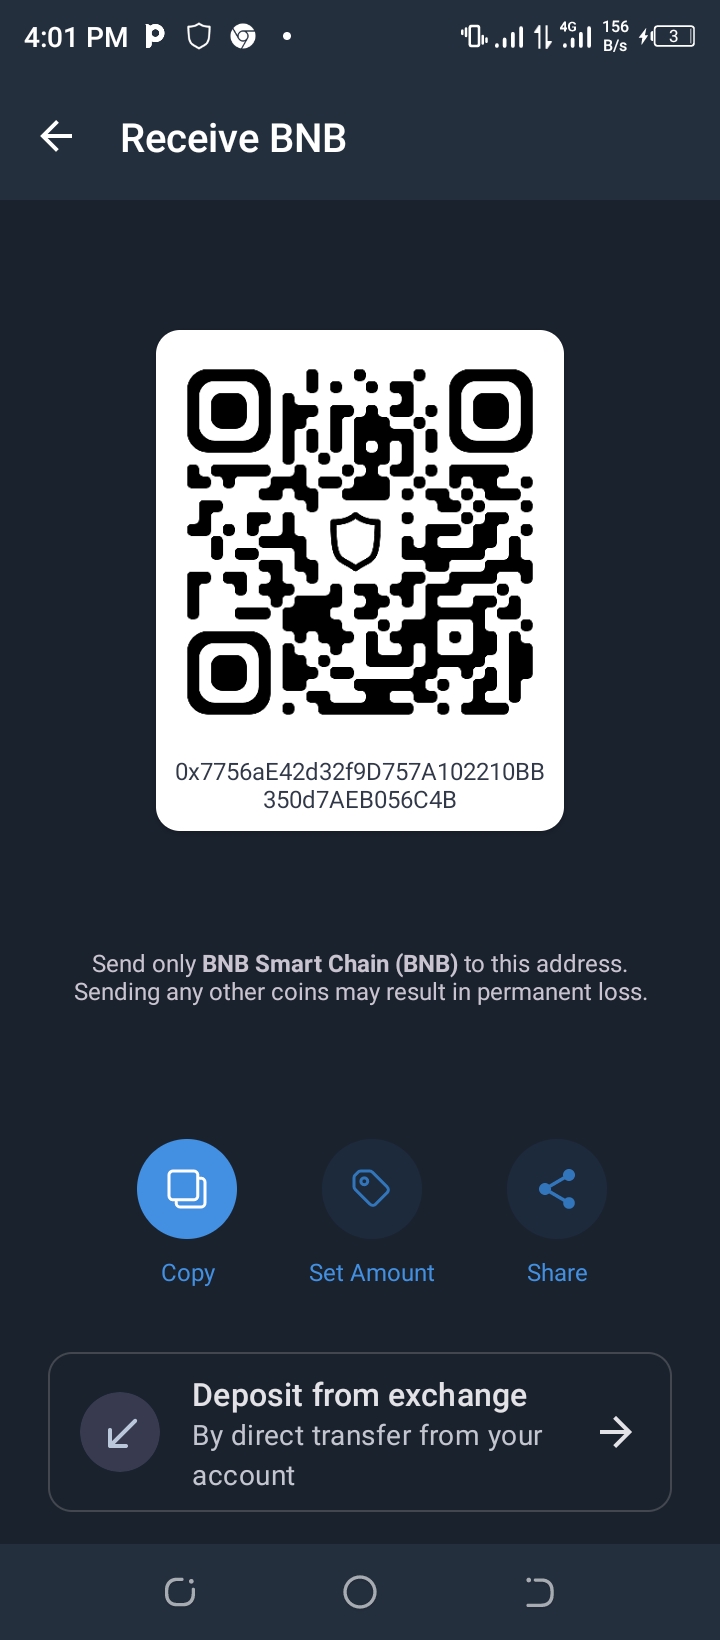 4:01 PM
4G
156
B/s
3
Receive BNB
0x7756aE42d32f9D757A102210BB
350d7AEB056C4B
Send only BNB Smart Chain (BNB) to this address.
Sending any other coins may result in permanent loss.
Copy
Set Amount
Share
Deposit from exchange
By direct transfer from your
account